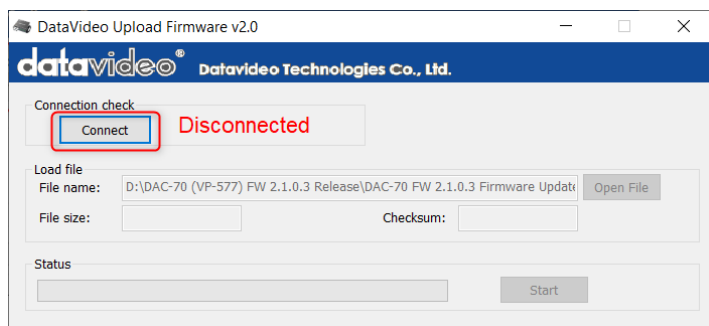 DataVideo Upload Firmware v2.0
datavideo® Datavideo Technologies Co., Ltd.
Connection check
Connect Disconnected
Load file
File name: D:\DAC-70 (VP-577) FW 2.1.0.3 Release\DAC-70 FW 2.1.0.3 Firmware Update Open File
File size: Checksum:
Status
Start